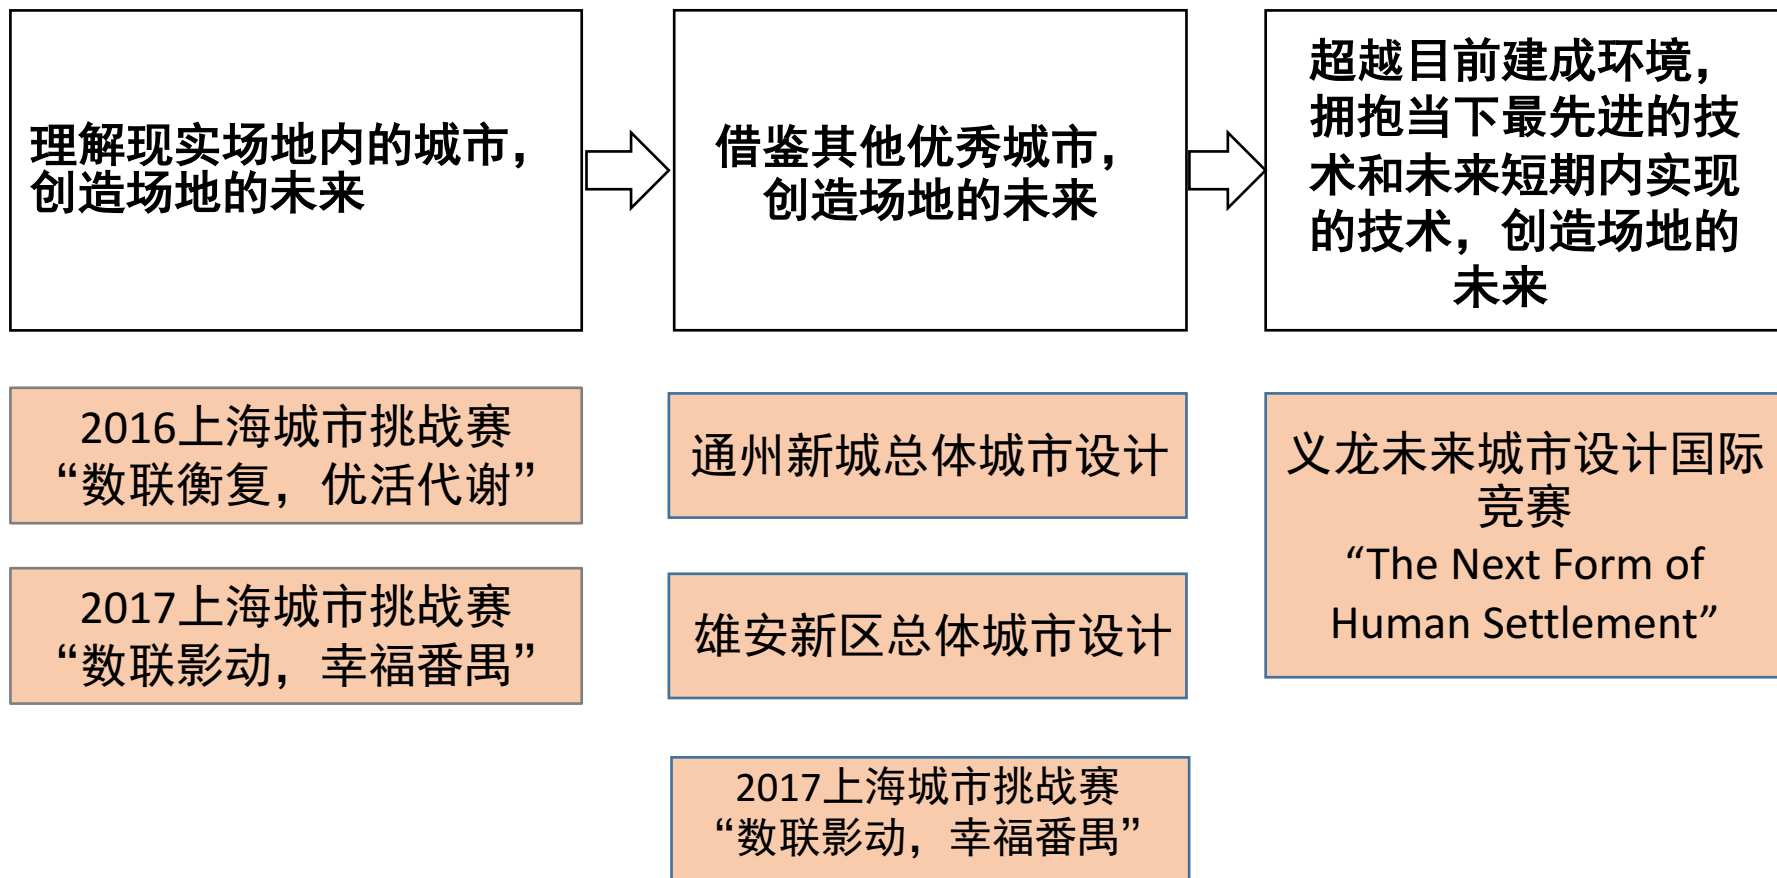 理解现实场地内的城市，
创造场地的未来
借鉴其他优秀城市，
创造场地的未来
超越目前建成环境，
拥抱当下最先进的技
术和未来短期内实现
的技术，创造场地的
未来
2016上海城市挑战赛
“数联衡复，优活代谢”
2017上海城市挑战赛
“数联影动，幸福番禺”
通州新城总体城市设计
雄安新区总体城市设计
2017上海城市挑战赛
“数联影动，幸福番禺”
义龙未来城市设计国际
竞赛
“The Next Form of
Human Settlement”